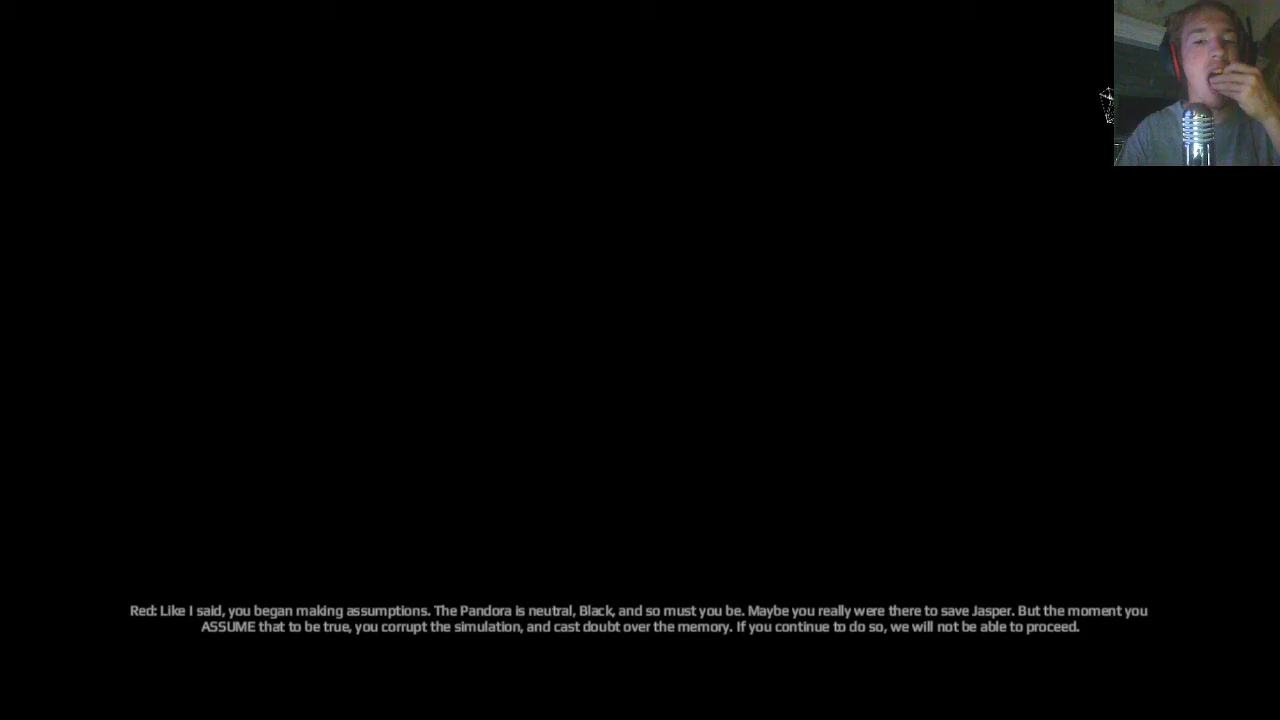 Red: Like I said, you began making assumptions. The Pandora is neutral, Black, and so must you be. Maybe you really were there to save Jasper. But the moment you
ASSUME that to be true, you corrupt the simulation, and cast doubt over the memory. If you continue to do so, we will not be able to proceed.